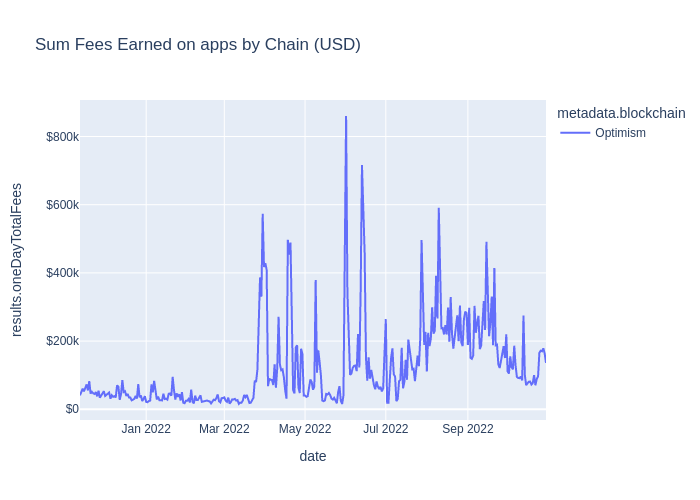 Sum Fees Earned on apps by Chain (USD)
metadata.blockchain
Optimism
results.oneDayTotalFees
$800k
$600k
$400k
$200k
$0
Jan 2022
Mar 2022
May 2022
Jul 2022
Sep 2022
date